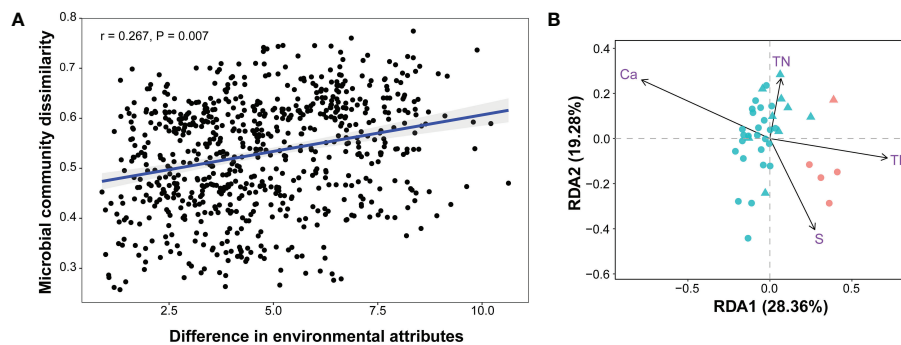 A
r = 0.267, P = 0.007
Microbial community dissimilarity
0.8
0.7
0.6
0.5
0.4
0.3
2.5
5.0
7.5
10.0
Difference in environmental attributes
B
RDA2 (19.28%)
0.4
0.2
0.0
−0.2
−0.4
−0.6
Ca
TN
S
−0.5
0.0
0.5
RDA1 (28.36%)